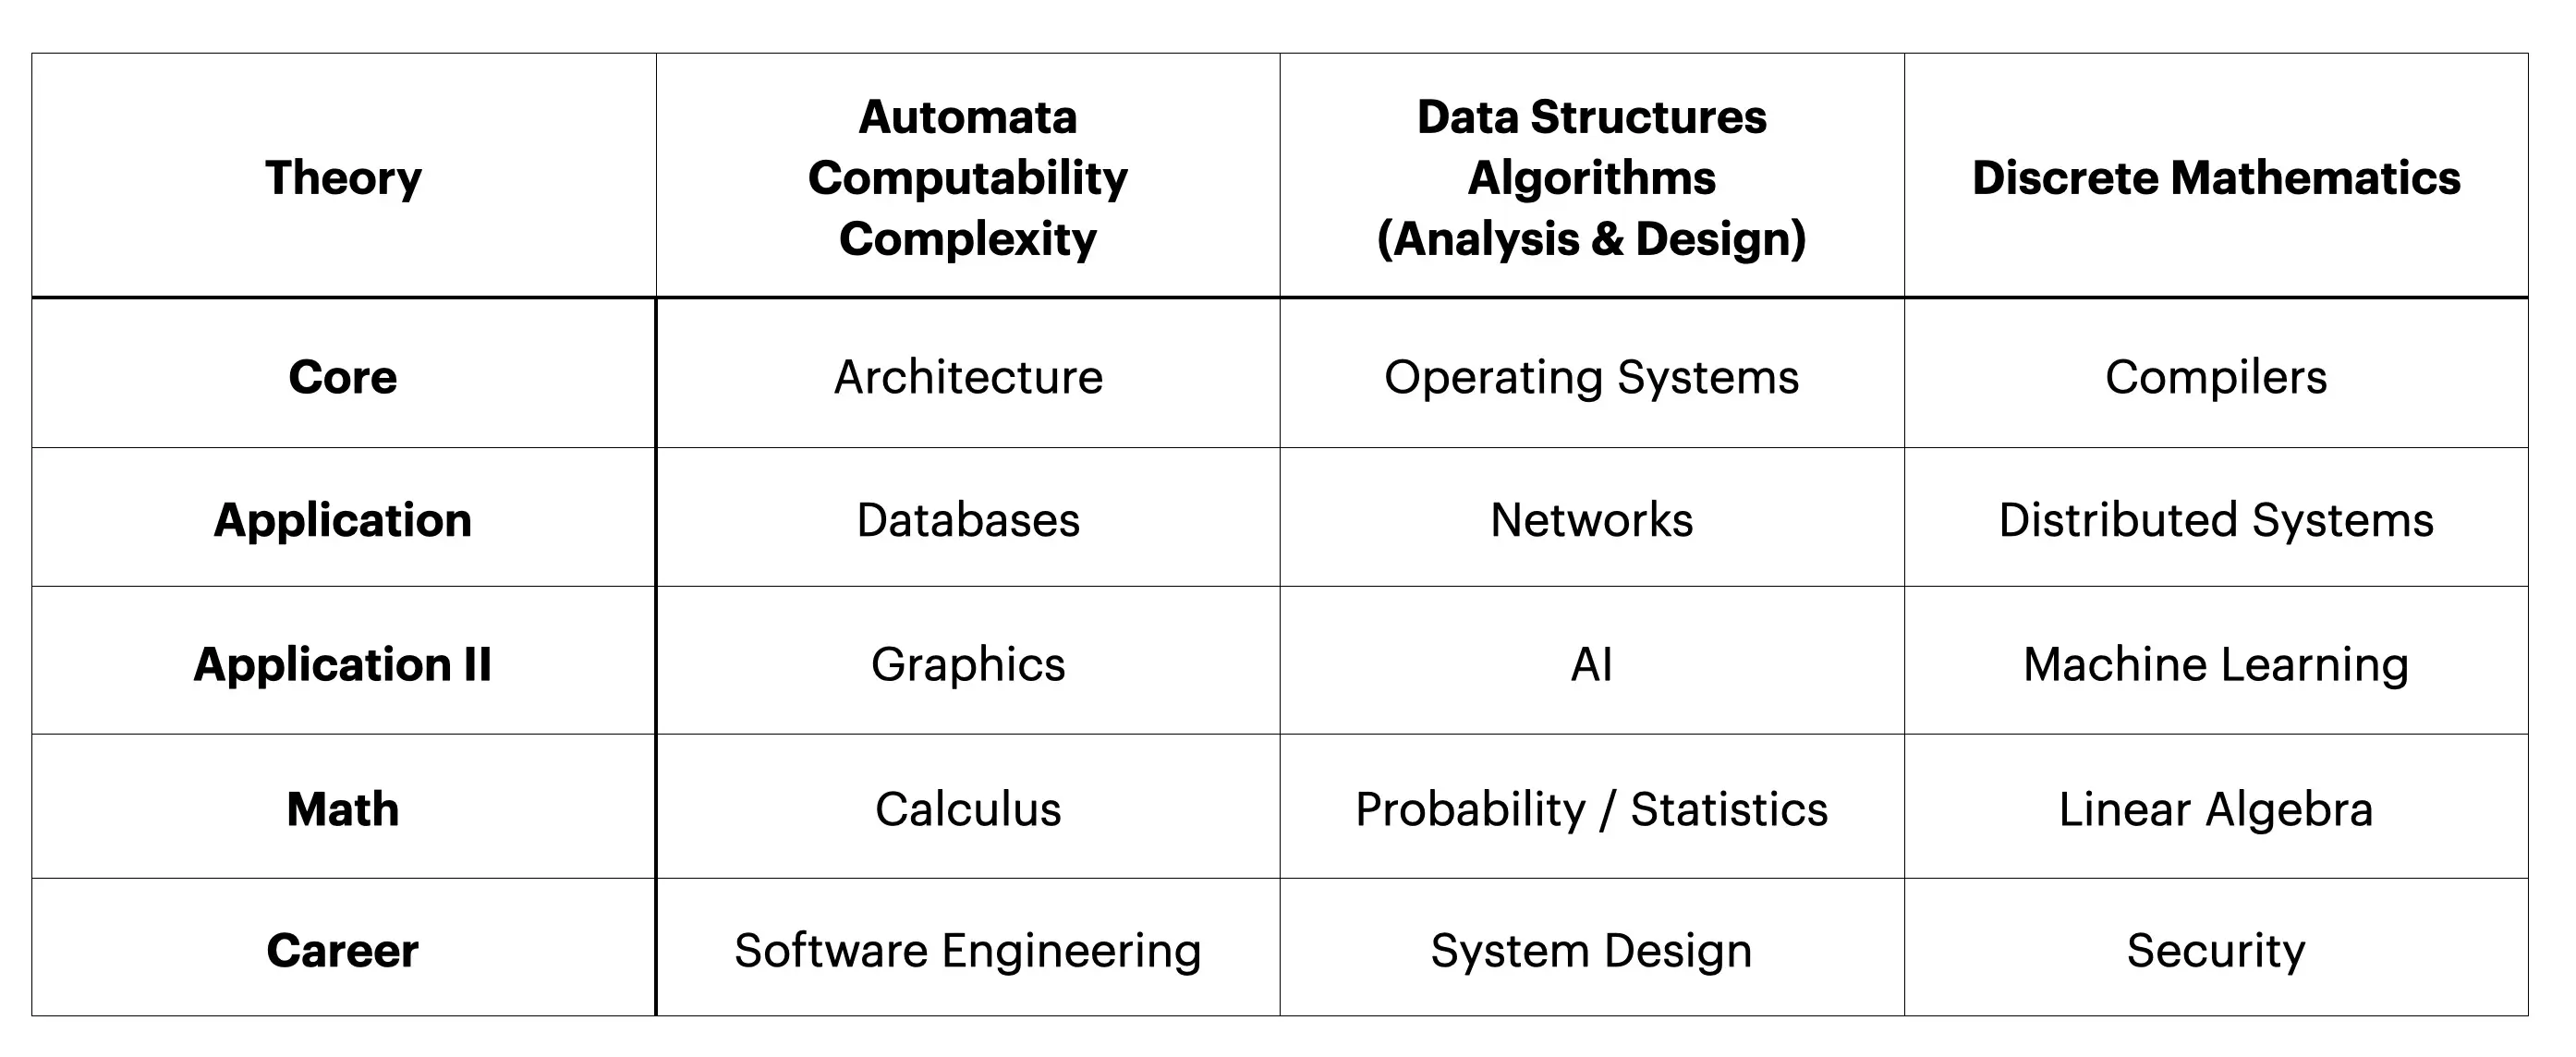 Theory
Automata
Computability
Complexity
Data Structures
Algorithms
(Analysis & Design)
Discrete Mathematics
Core
Architecture
Operating Systems
Compilers
Application
Databases
Networks
Distributed Systems
Application II
Graphics
AI
Machine Learning
Math
Calculus
Probability / Statistics
Linear Algebra
Career
Software Engineering
System Design
Security